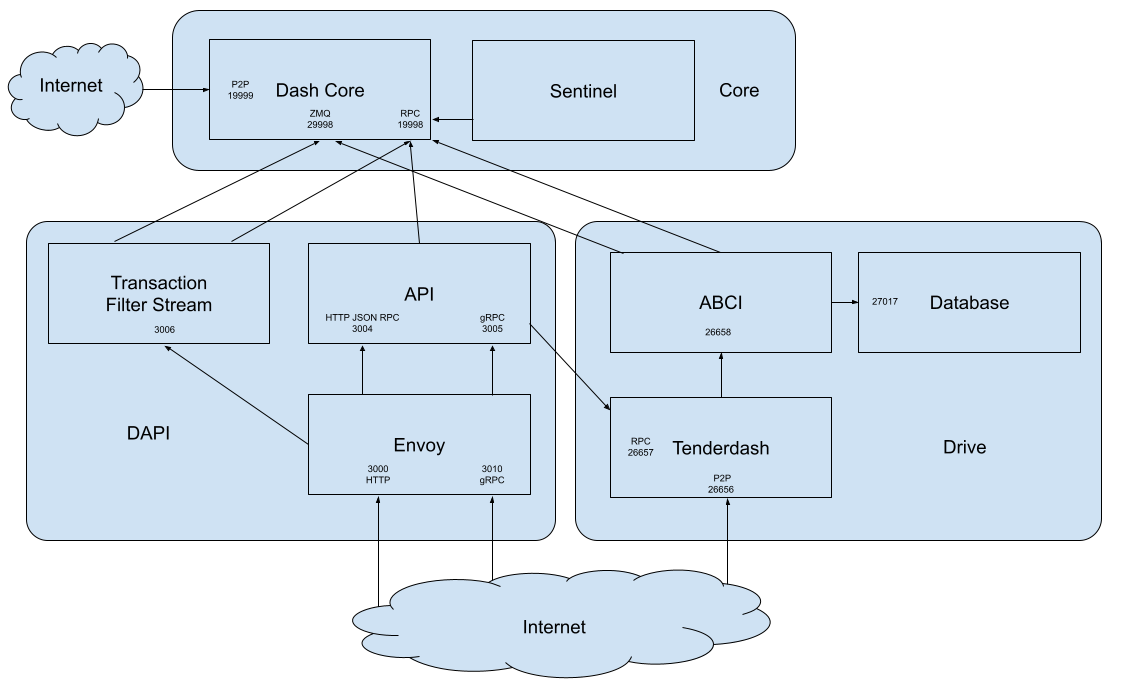 Internet
P2P
19999
Dash Core
ZMQ
29998
RPC
19998
Sentinel
Core
Transaction
Filter Stream
3006
API
HTTP JSON RPC
3004
gRPC
3005
DAPI
Envoy
3000
HTTP
3010
gRPC
ABCI
26658
27017
Database
RPC
26657
Tenderdash
P2P
26656
Drive
Internet